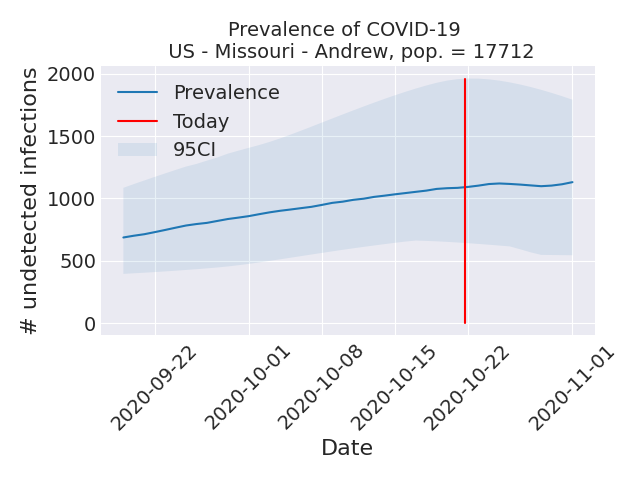 Prevalence of COVID-19
US - Missouri - Andrew, pop. = 17712
# undetected infections
2000
1500
1000
500
0
Prevalence
Today
95CI
2020-09-22
2020-10-01
2020-10-08
2020-10-15
2020-10-22
2020-11-01
Date